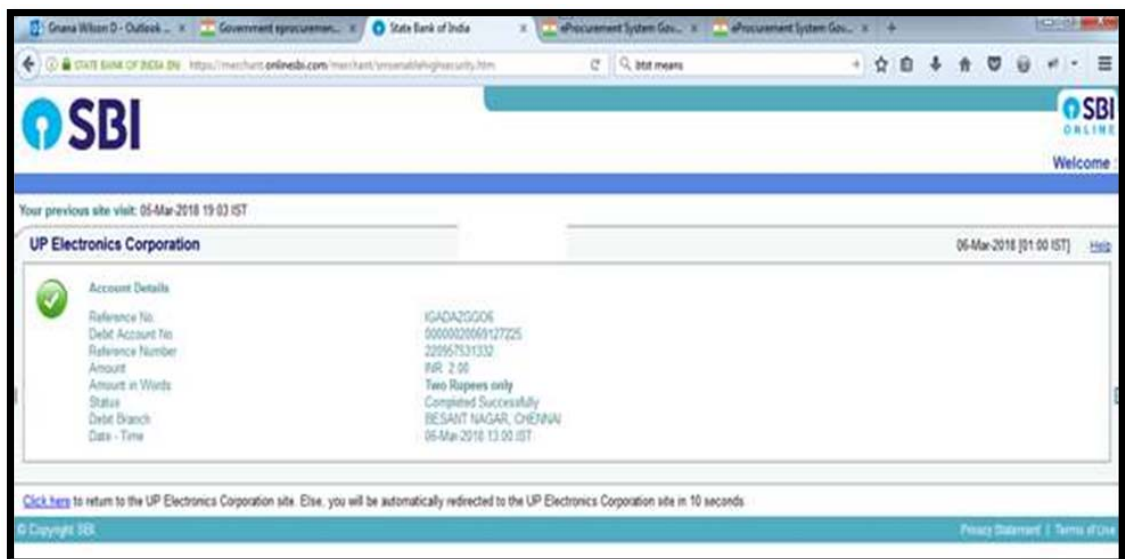 Gnana Wilson D - Outlook ... x Government eprocuremen... x State Bank of India x eProcurement System Gov... x eProcurement System Gov... x +
STATE BANK OF INDIA (IN) https://merchant.onlinesbi.com/merchant/ btst means
SBI
SBI
ONLINE
Welcome :
Your previous site visit: 05-Mar-2018 19:03 IST
UP Electronics Corporation 06-Mar-2018 [01:00 IST] Help
Account Details
Reference No. IGADAZGGO6
Debit Account No 00000020069127225
Reference Number 220957531332
Amount INR 2.00
Amount in Words Two Rupees only
Status Completed Successfully
Debit Branch BESANT NAGAR, CHENNAI
Date - Time 06-Mar-2018 13:00 IST
Click here to return to the UP Electronics Corporation site. Else, you will be automatically redirected to the UP Electronics Corporation site in 10 seconds
© Copyright SBI Privacy Statement | Terms of Use